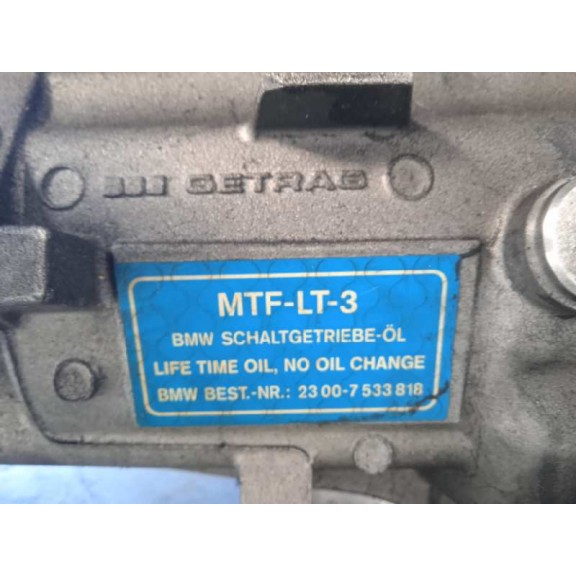 GETRAG
MTF-LT-3
BMW SCHALTGETRIEBE-ÖL
LIFE TIME OIL, NO OIL CHANGE
BMW BEST.-NR.: 23 00-7 533 818